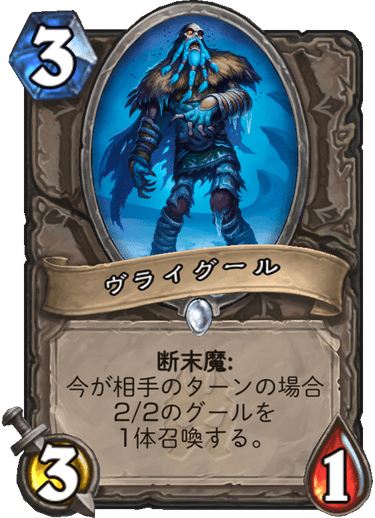 3
ヴライグール
断末魔:
今が相手のターンの場合
2/2のグールを
1体召喚する。
3
1